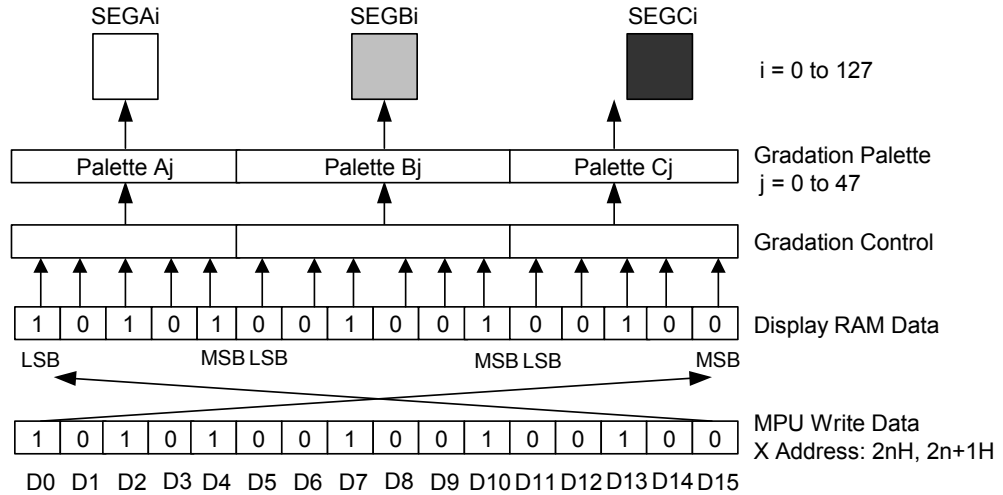 SEGAi SEGBi SEGCi
i = 0 to 127
Palette Aj Palette Bj Palette Cj
Gradation Palette
j = 0 to 47
Gradation Control
1 0 1 0 1 0 0 1 0 0 1 0 0 1 0 0 Display RAM Data
LSB MSB LSB MSB LSB MSB
MPU Write Data
1 0 1 0 1 0 0 1 0 0 1 0 0 1 0 0
X Address: 2nH, 2n+1H
D0 D1 D2 D3 D4 D5 D6 D7 D8 D9 D10 D11 D12 D13 D14 D15